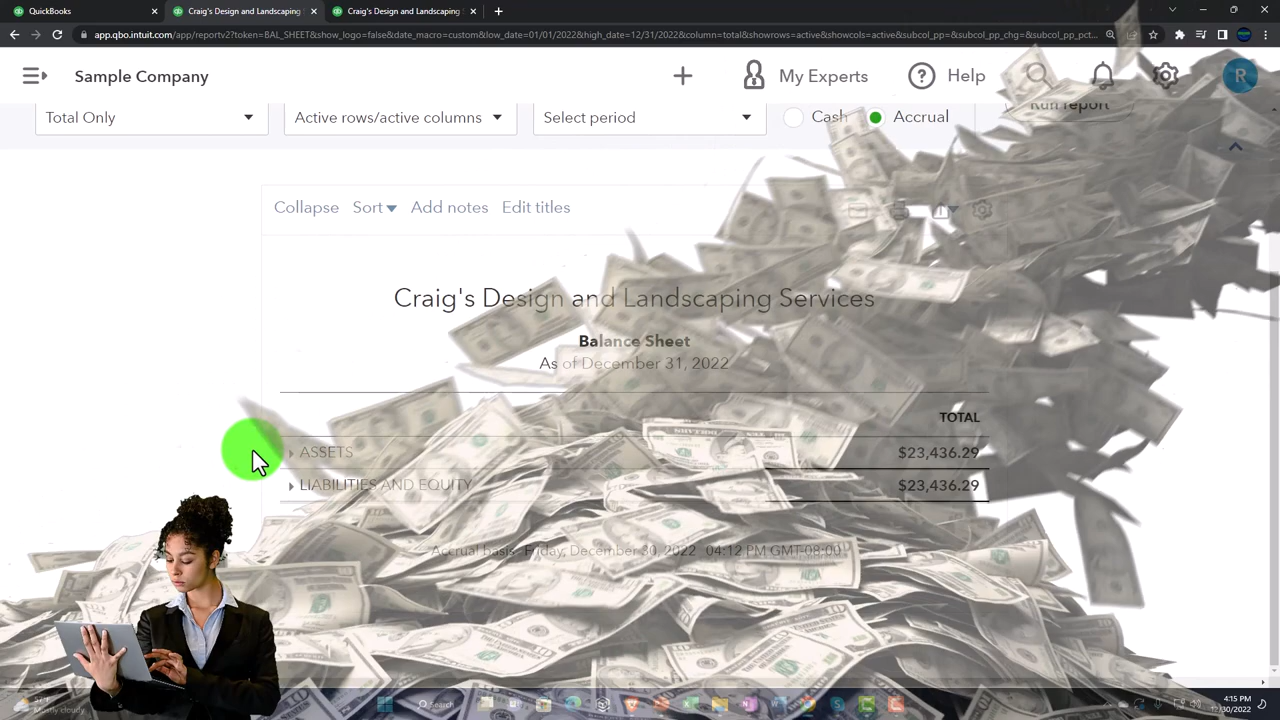 QuickBooks
Craig's Design and Landscaping
Craig's Design and Landscaping
app.qbo.intuit.com/app/reportv2?token=BAL_SHEET&show_logo=false&date_macro=custom&low_date=01/01/2022&high_date=12/31/2022&column=total&showrows=active&showcols=active&subcol_pp=&subcol_pp_chg=&subcol_pp_pct...
Sample Company
My Experts
Help
R
Total Only
Active rows/active columns
Select period
Cash
Accrual
Run report
Collapse
Sort
Add notes
Edit titles
Craig's Design and Landscaping Services
Balance Sheet
As of December 31, 2022
TOTAL
ASSETS
$23,436.29
LIABILITIES AND EQUITY
$23,436.29
Accrual basis Friday, December 30, 2022 04:12 PM GMT-08:00
Mostly cloudy
Search
4:15 PM
12/30/2022